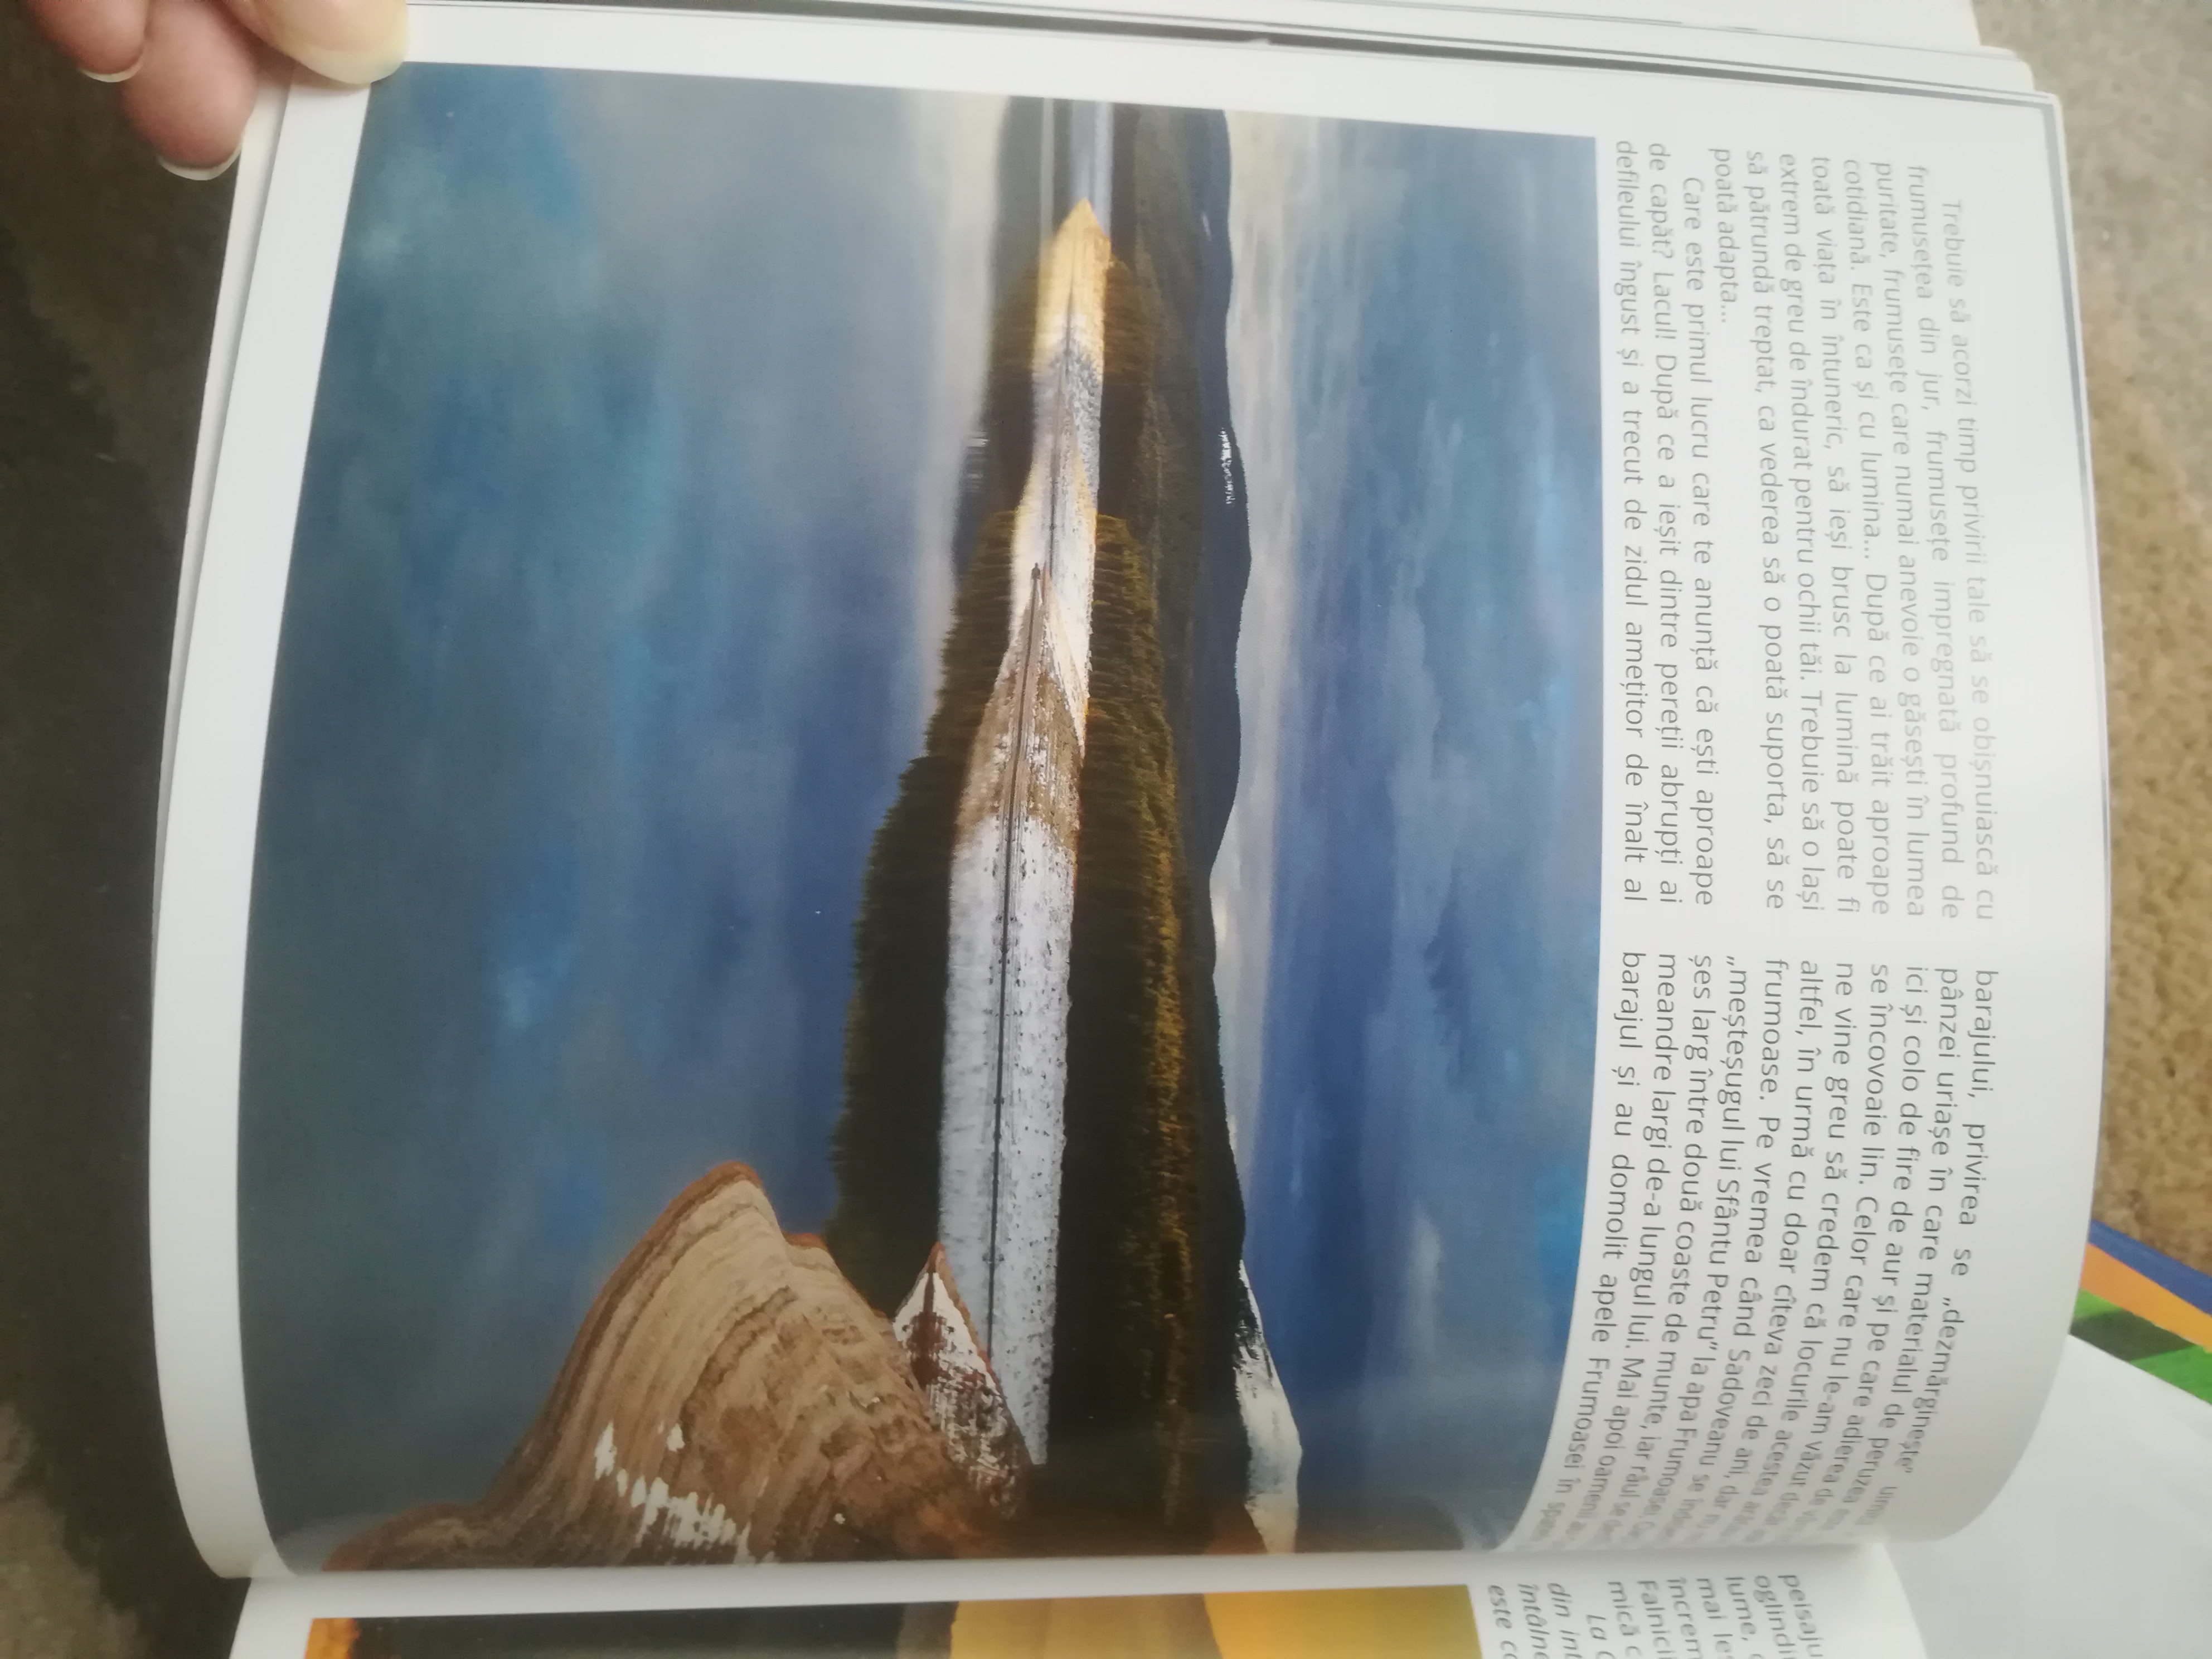 Trebuie să acorzi timp privirii tale să se obișnuiască cu
frumusețea din jur, frumusețe impregnată profund de
puritate, frumusețe care numai anevoie o găsești în lumea
cotidiană. Este ca și cu lumina... După ce ai trăit aproape
toată viața în întuneric, să ieși brusc la lumină poate fi
extrem de greu de îndurat pentru ochii tăi. Trebuie să o lași
să pătrundă treptat, ca vederea să o poată suporta, să se
poată adapta...
Care este primul lucru care te anunță că ești aproape
de capăt? Lacul! După ce a ieșit dintre pereții abrupți ai
defileului îngust și a trecut de zidul amețitor de înalt al
barajului, privirea se „dezmărginește”
pânzei uriașe în care materialul de peruzea este
ici și colo de fire de aur și pe care adierea de
se încovoaie lin. Celor care nu le-am văzut decât
ne vine greu să credem că locurile acestea
altfel, în urmă cu doar cîteva zeci de ani, dar
frumoase. Pe vremea când Sadoveanu se
„meșteșugul lui Sfântu Petru” la apa Frumoasei,
șes larg între două coaste de munte, iar râul se
meandre largi de-a lungul lui. Mai apoi oamenii au
barajul și au domolit apele Frumoasei în
peisaju
oglindi
lume,
mai les
încrem
Falnici
mică c
La
din int
întâlne
este co